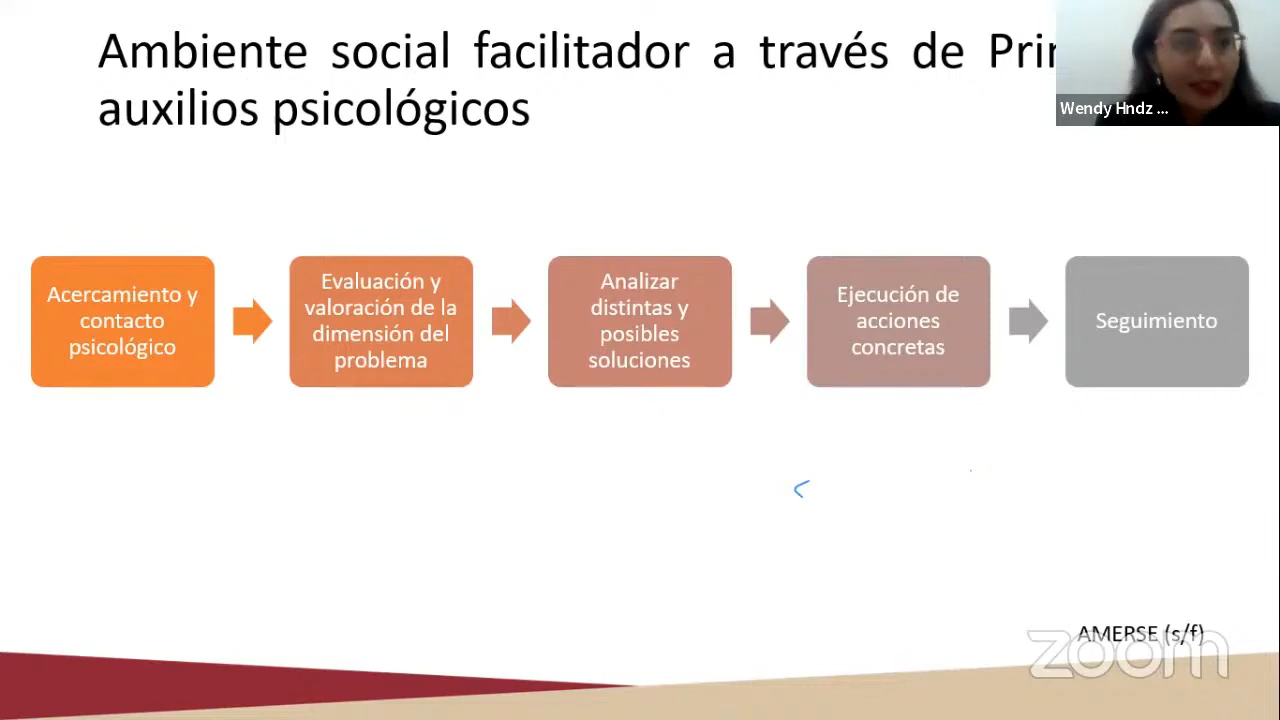 Ambiente social facilitador a través de
auxilios psicológicos
Wendy Hndz ...
Acercamiento y
contacto
psicológico
Evaluación y
valoración de la
dimensión del
problema
Analizar
distintas y
posibles
soluciones
Ejecución de
acciones
concretas
Seguimiento
AMERSE (s/f)
zoom